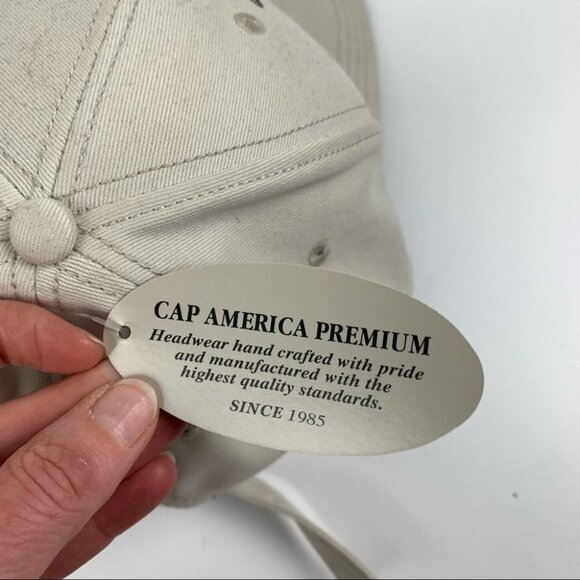 CAP AMERICA PREMIUM
Headwear hand crafted with pride
and manufactured with the
highest quality standards.
SINCE 1985